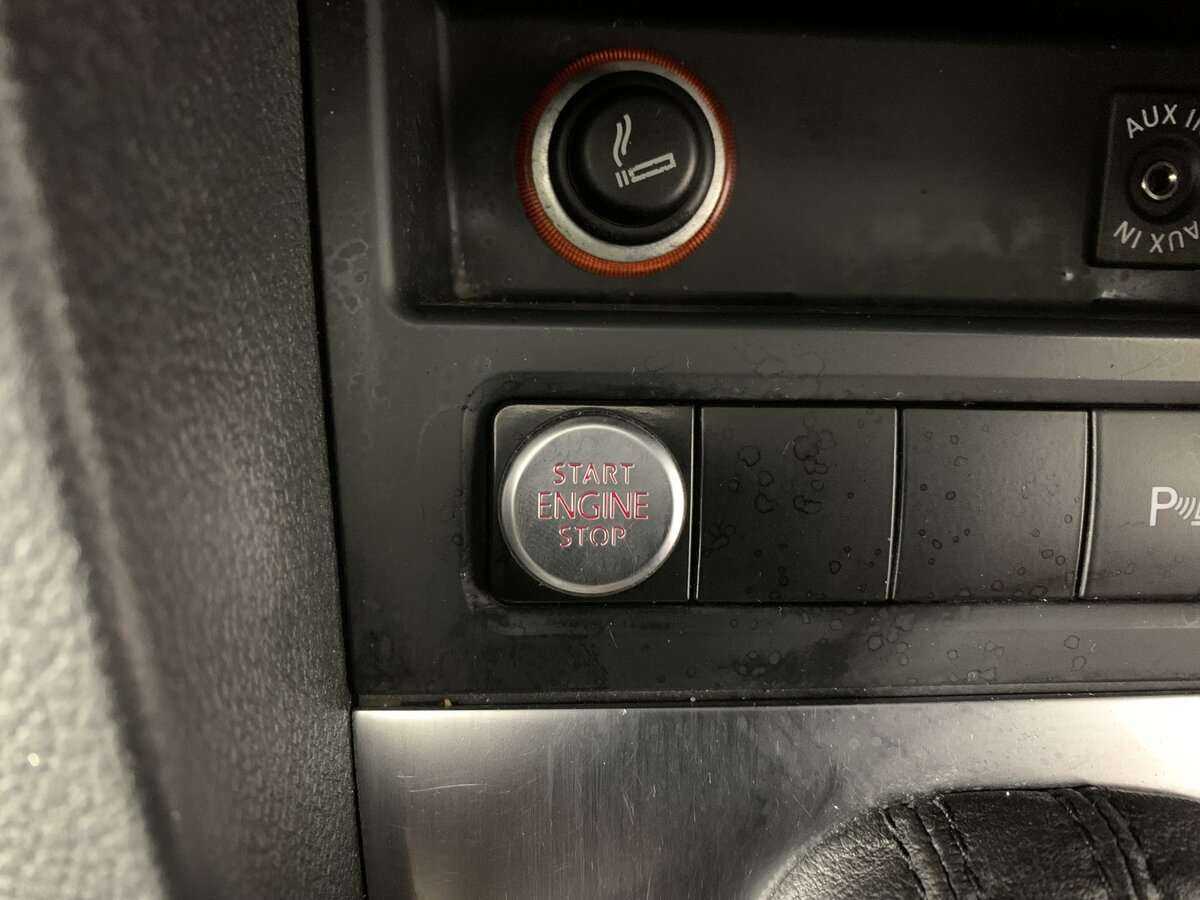 AUX IN
AUX IN
START
ENGINE
STOP
P